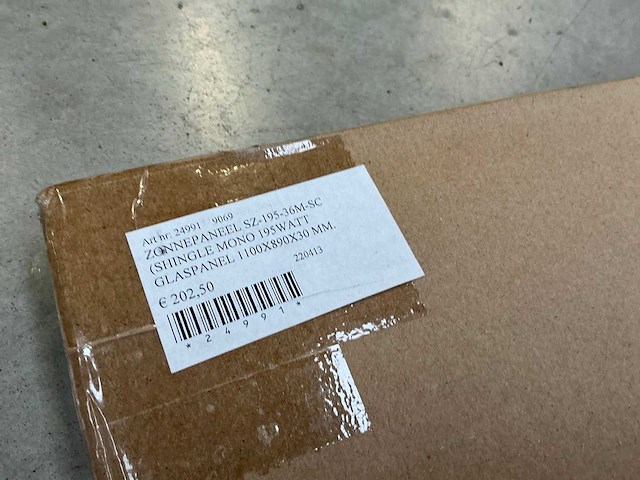 Art nr. 24991 9069
ZONNEPANEEL SZ-195-36M-SC
(SHINGLE MONO 195WATT
GLASPANEL 1100X890X30 MM.
220413
€ 202,50
*24991*